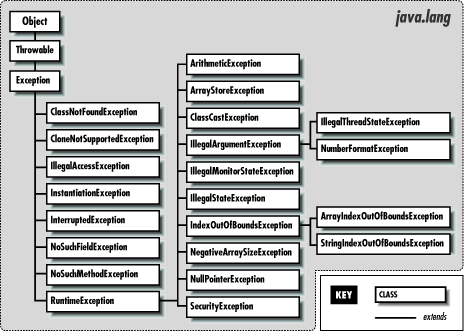 java.lang
Object
Throwable
Exception
ClassNotFoundException
CloneNotSupportedException
IllegalAccessException
InstantiationException
InterruptedException
NoSuchFieldException
NoSuchMethodException
RuntimeException
ArithmeticException
ArrayStoreException
ClassCastException
IllegalArgumentException
IllegalMonitorStateException
IllegalStateException
IndexOutOfBoundsException
NegativeArraySizeException
NullPointerException
SecurityException
IllegalThreadStateException
NumberFormatException
ArrayIndexOutOfBoundsException
StringIndexOutOfBoundsException
KEY
CLASS
extends